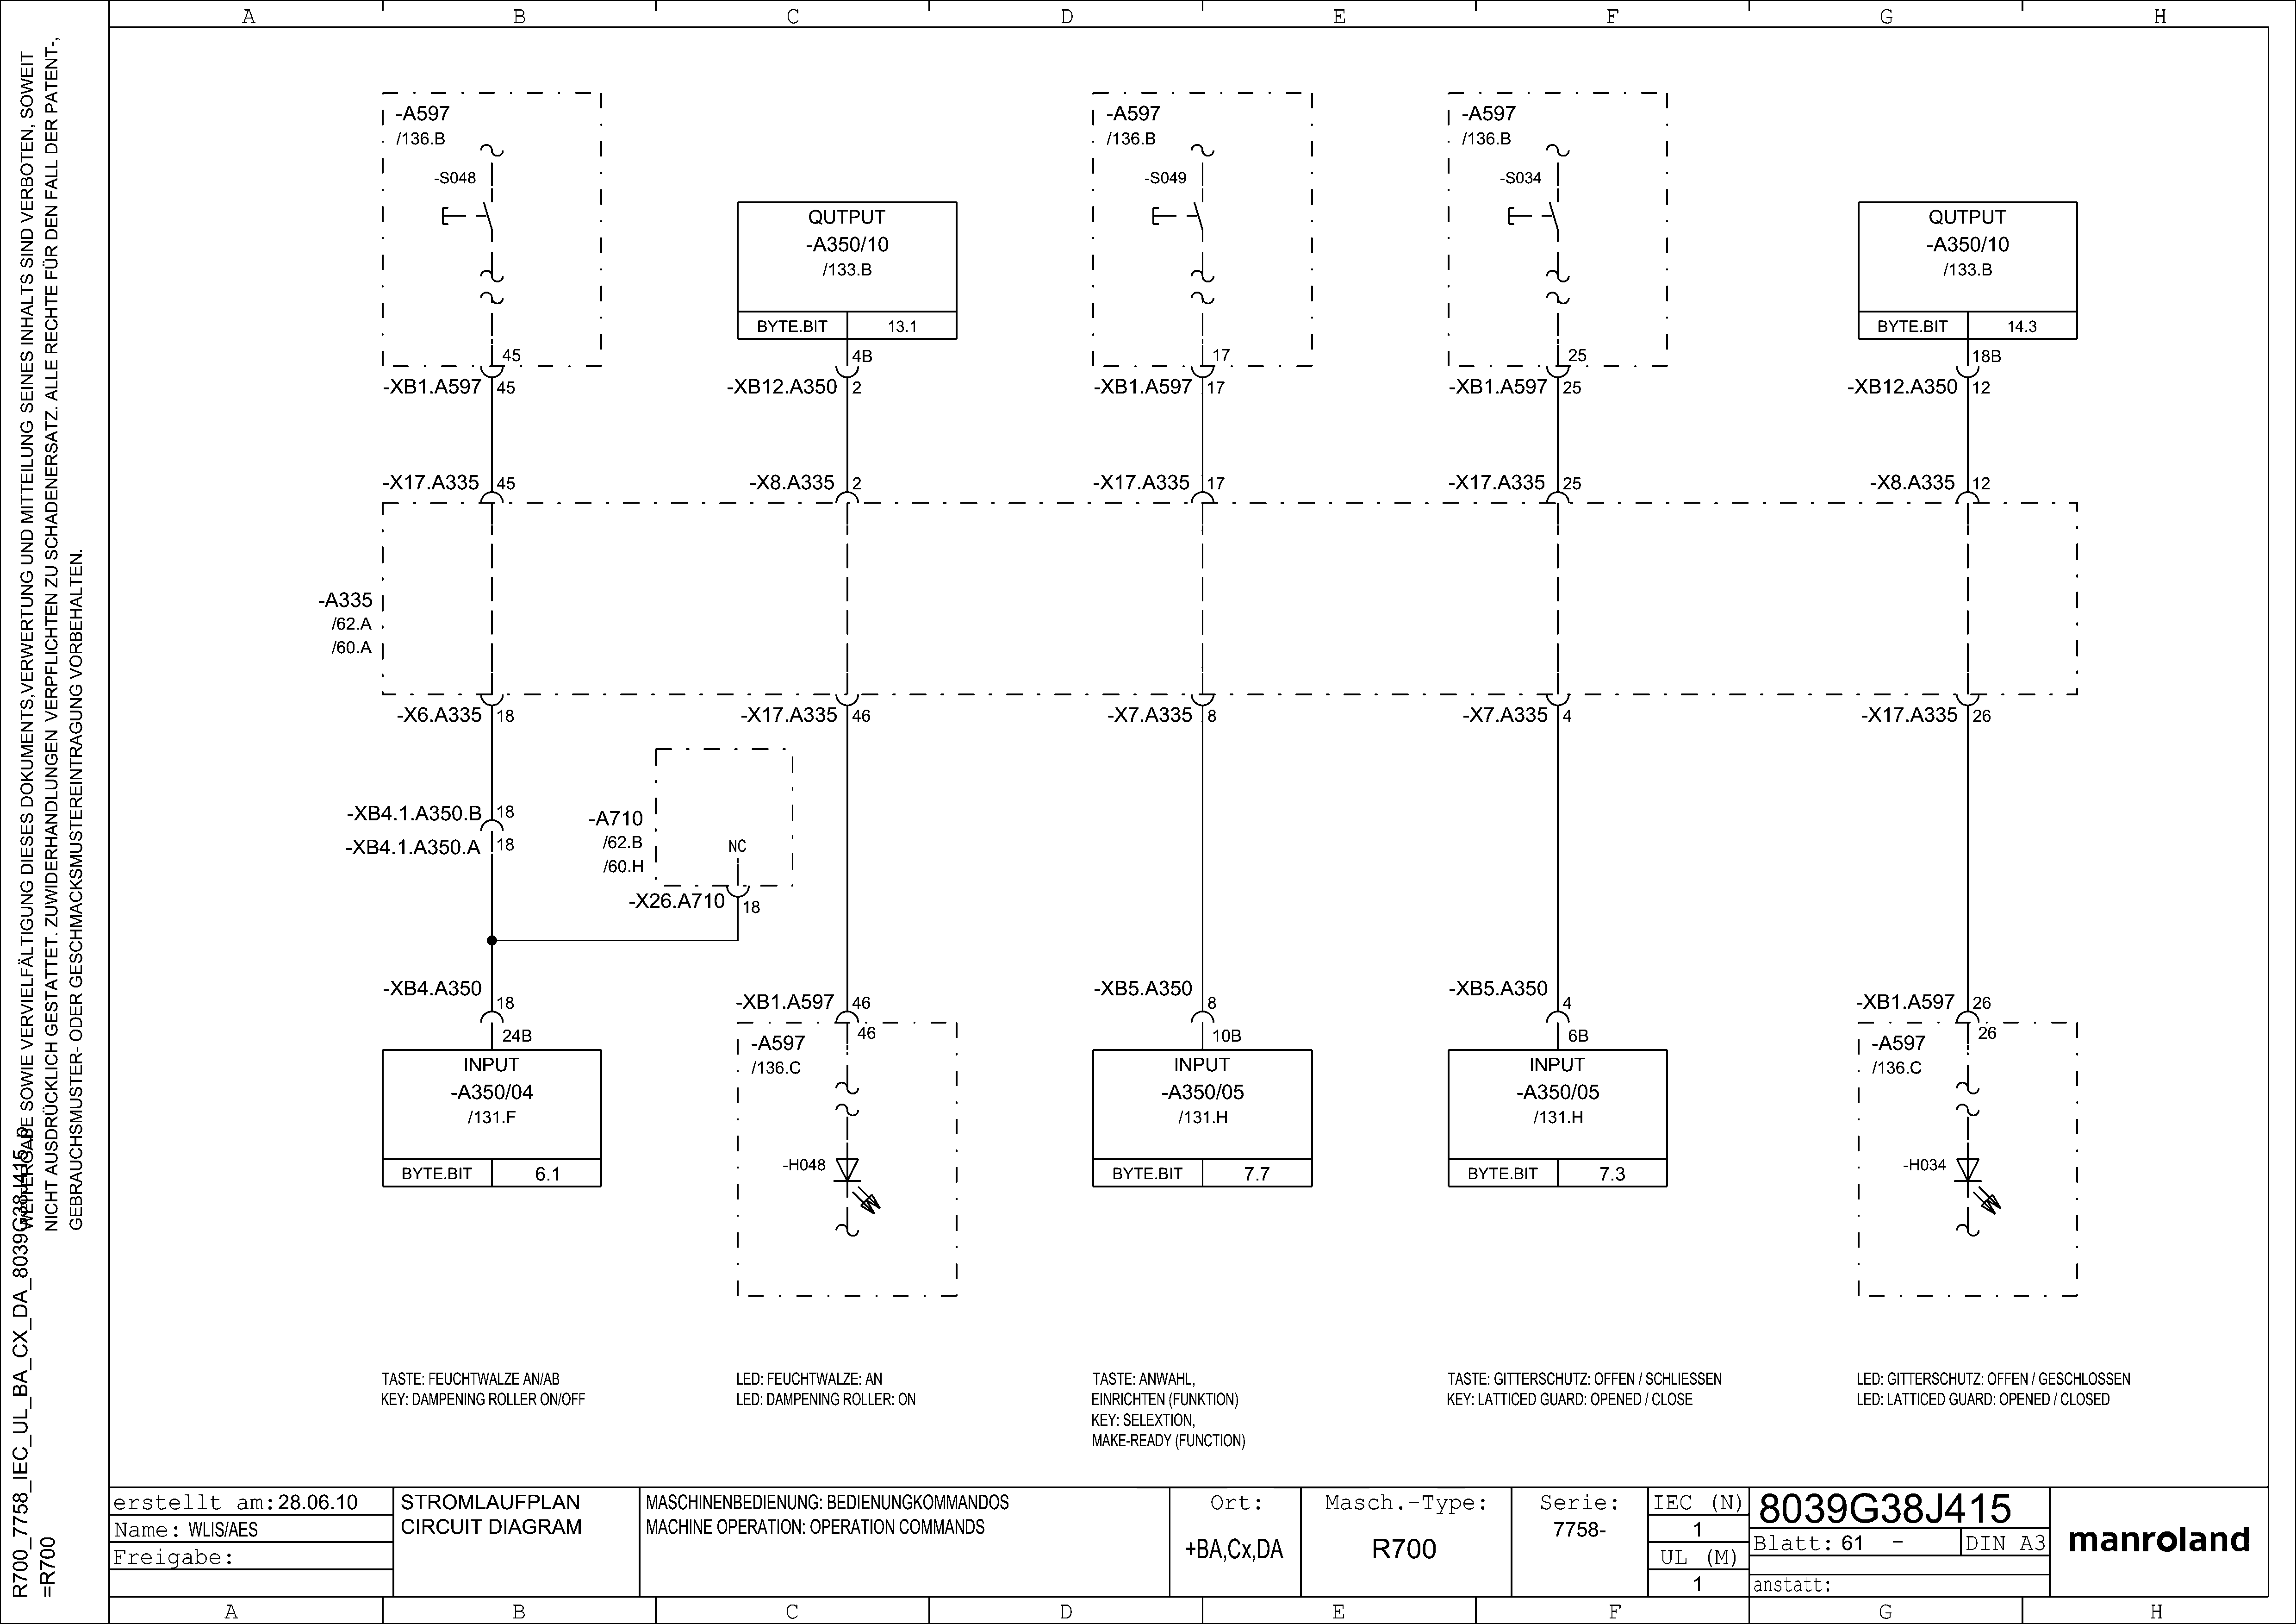 A B C D E F G H
WEITERGABE SOWIE VERVIELFÄLTIGUNG DIESES DOKUMENTS,VERWERTUNG UND MITTEILUNG SEINES INHALTS SIND VERBOTEN, SOWEIT
NICHT AUSDRÜCKLICH GESTATTET. ZUWIDERHANDLUNGEN VERPFLICHTEN ZU SCHADENERSATZ. ALLE RECHTE FÜR DEN FALL DER PATENT-,
GEBRAUCHSMUSTER- ODER GESCHMACKSMUSTEREINTRAGUNG VORBEHALTEN.
R700_7758_IEC_UL_BA_CX_DA_8039G38J415_p
=R700
-A597
/136.B
-S048
45
-XB1.A597 45
-X17.A335 45
QUTPUT
-A350/10
/133.B
BYTE.BIT 13.1
4B
-XB12.A350 2
-X8.A335 2
-A597
/136.B
-S049
17
-XB1.A597 17
-X17.A335 17
-A597
/136.B
-S034
25
-XB1.A597 25
-X17.A335 25
QUTPUT
-A350/10
/133.B
BYTE.BIT 14.3
18B
-XB12.A350 12
-X8.A335 12
-A335
/62.A
/60.A
-X6.A335 18
-X17.A335 46
-X7.A335 8
-X7.A335 4
-X17.A335 26
-XB4.1.A350.B 18
-XB4.1.A350.A 18
-A710
/62.B
/60.H
NC
-X26.A710 18
-XB4.A350
18
24B
INPUT
-A350/04
/131.F
BYTE.BIT 6.1
-XB1.A597 46
46
-A597
/136.C
-H048
-XB5.A350
8
10B
INPUT
-A350/05
/131.H
BYTE.BIT 7.7
-XB5.A350
4
6B
INPUT
-A350/05
/131.H
BYTE.BIT 7.3
-XB1.A597 26
26
-A597
/136.C
-H034
TASTE: FEUCHTWALZE AN/AB
KEY: DAMPENING ROLLER ON/OFF
LED: FEUCHTWALZE: AN
LED: DAMPENING ROLLER: ON
TASTE: ANWAHL,
EINRICHTEN (FUNKTION)
KEY: SELEXTION,
MAKE-READY (FUNCTION)
TASTE: GITTERSCHUTZ: OFFEN / SCHLIESSEN
KEY: LATTICED GUARD: OPENED / CLOSE
LED: GITTERSCHUTZ: OFFEN / GESCHLOSSEN
LED: LATTICED GUARD: OPENED / CLOSED
erstellt am: 28.06.10
Name: WLIS/AES
Freigabe:
STROMLAUFPLAN
CIRCUIT DIAGRAM
MASCHINENBEDIENUNG: BEDIENUNGKOMMANDOS
MACHINE OPERATION: OPERATION COMMANDS
Ort:
+BA,Cx,DA
Masch.-Type:
R700
Serie:
7758-
IEC (N)
1
UL (M)
1
8039G38J415
Blatt: 61 - DIN A3
anstatt:
manroland
A B C D E F G H